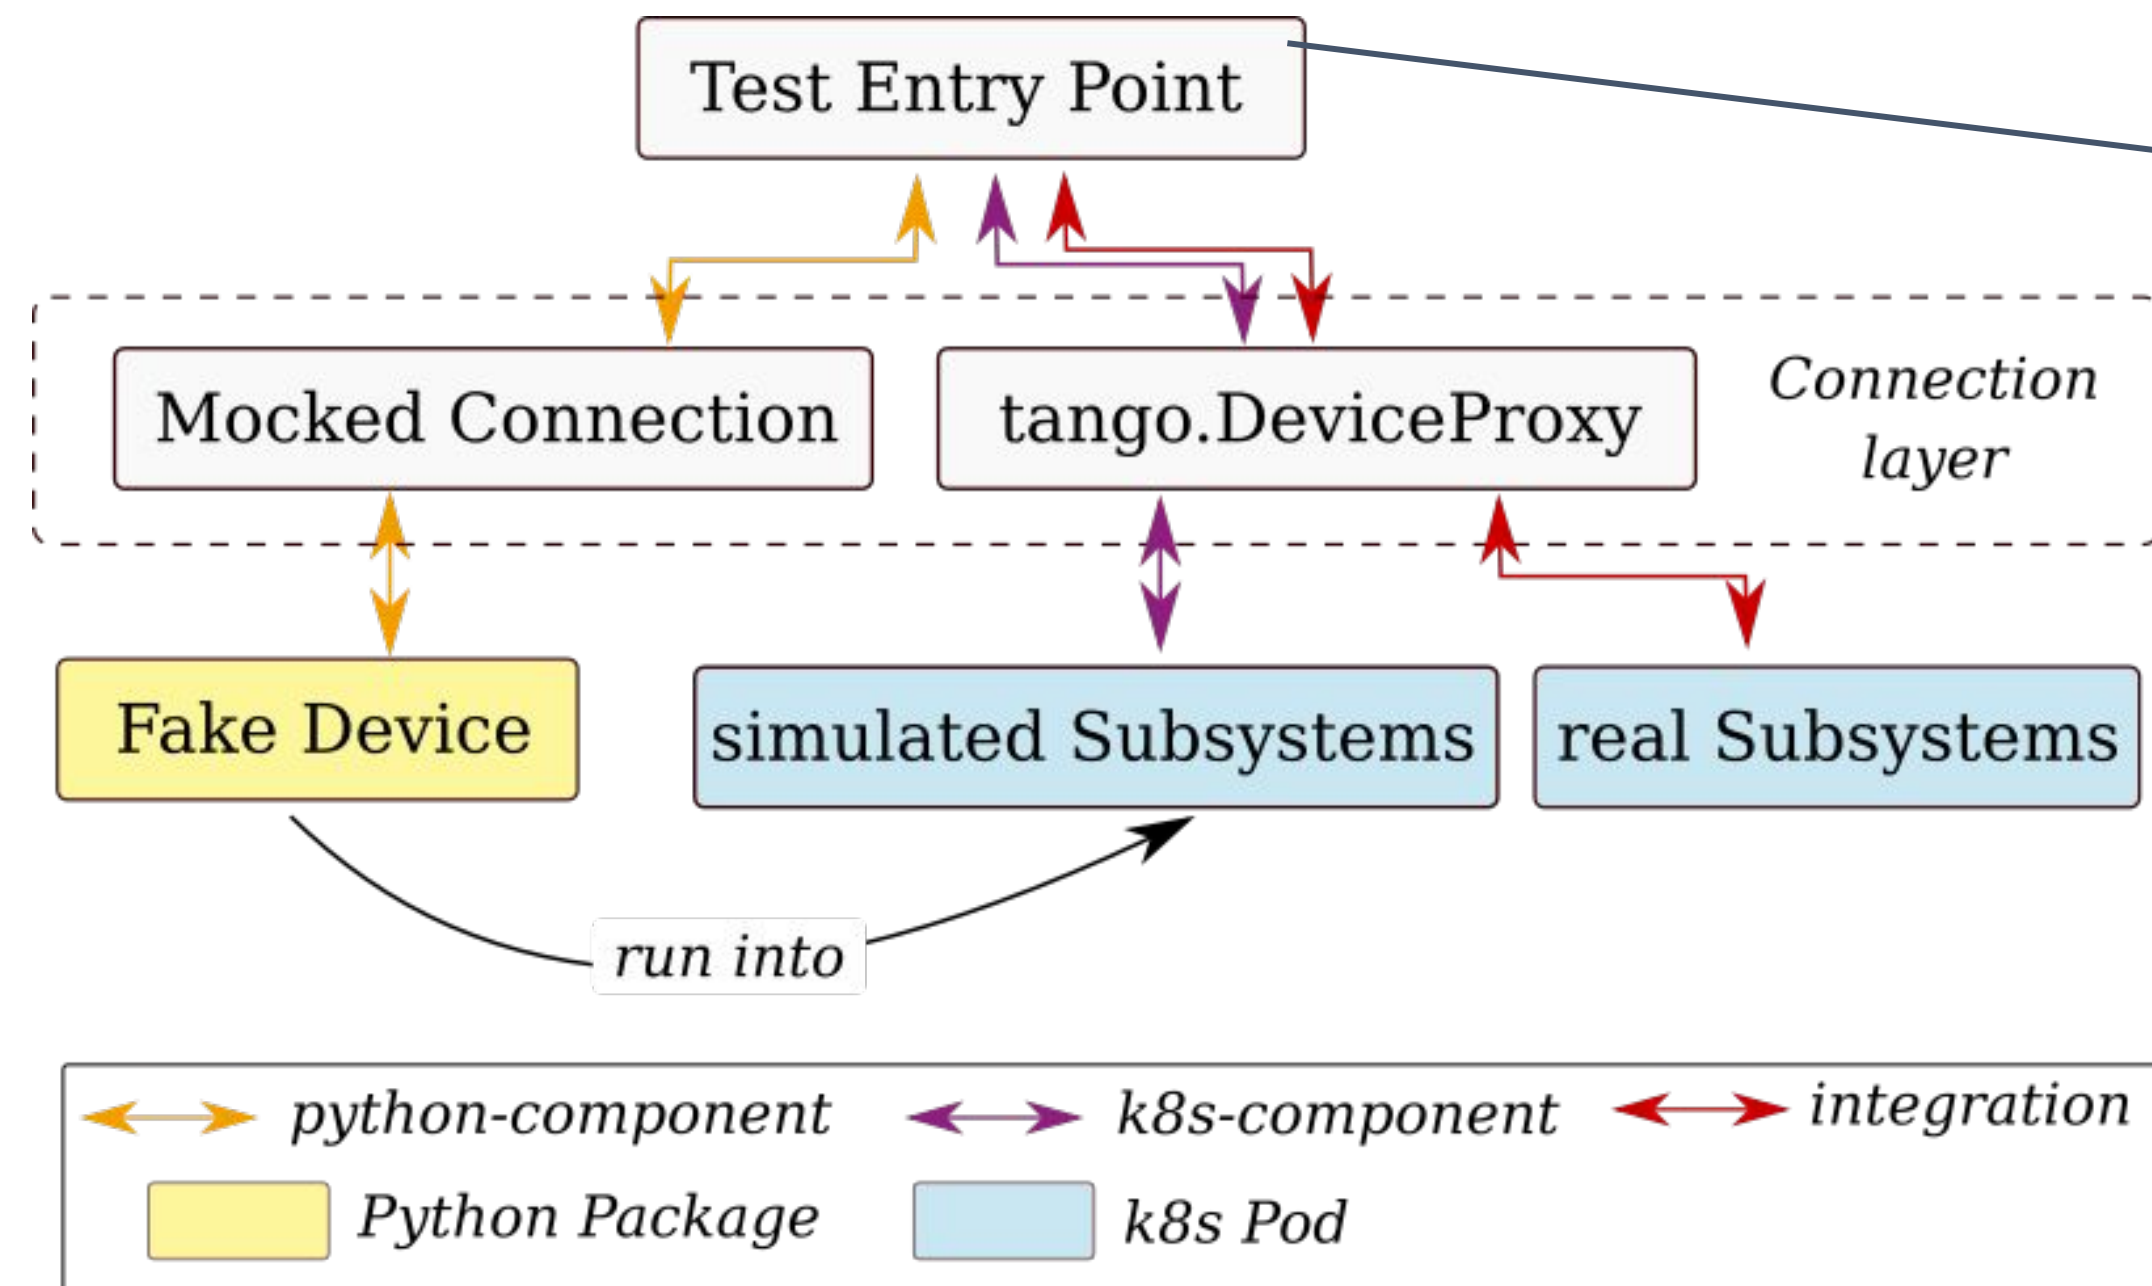 Test Entry Point
Mocked Connection
tango.DeviceProxy
Connection
layer
Fake Device
simulated Subsystems
real Subsystems
run into
python-component
k8s-component
integration
Python Package
k8s Pod